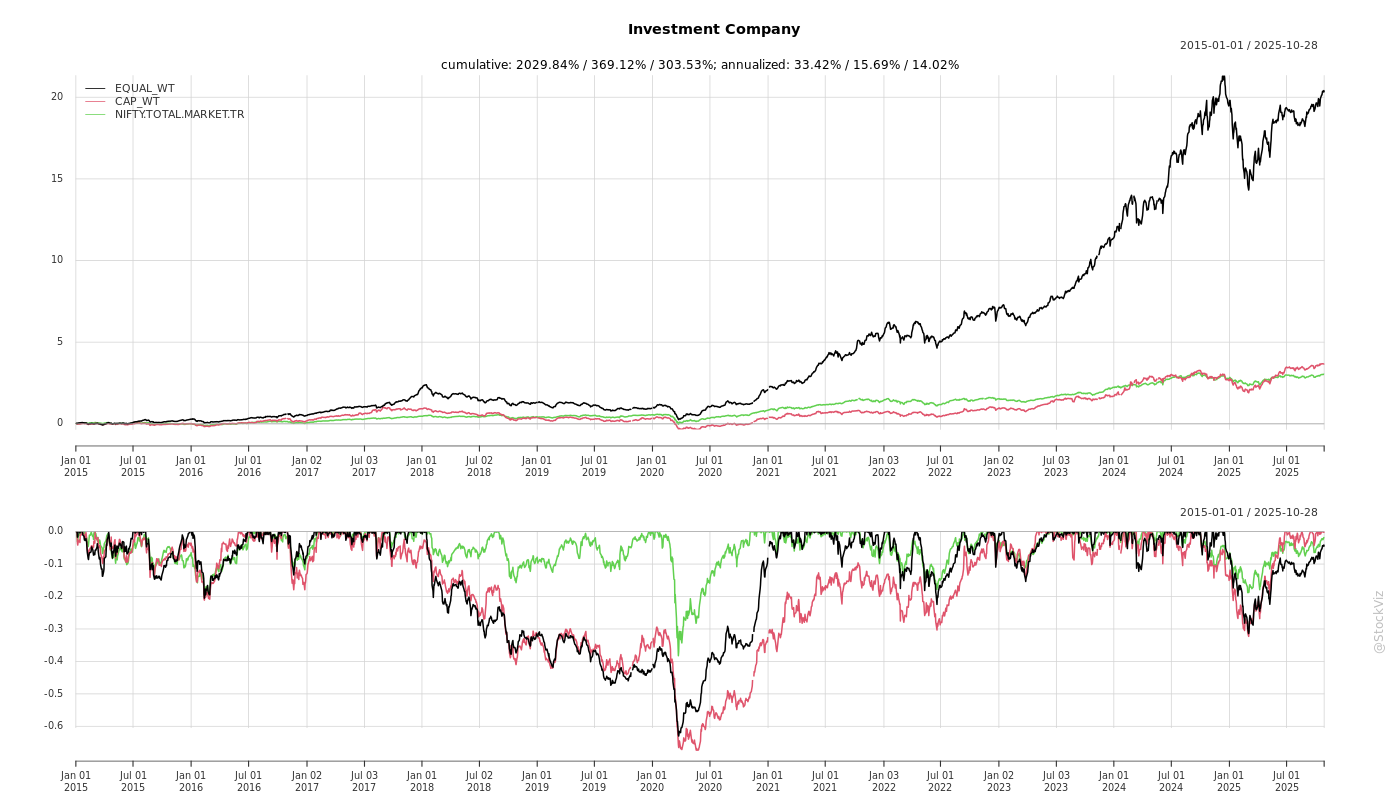 Investment Company
2015-01-01 / 2025-10-28
cumulative: 2029.84% / 369.12% / 303.53%; annualized: 33.42% / 15.69% / 14.02%
EQUAL_WT
CAP_WT
NIFTY.TOTAL.MARKET.TR
20
15
10
5
0
Jan 01 Jul 01 Jan 01 Jul 01 Jan 02 Jul 03 Jan 01 Jul 02 Jan 01 Jul 01 Jan 01 Jul 01 Jan 01 Jul 01 Jan 03 Jul 01 Jan 02 Jul 03 Jan 01 Jul 01 Jan 01 Jul 01
2015 2015 2016 2016 2017 2017 2018 2018 2019 2019 2020 2020 2021 2021 2022 2022 2023 2023 2024 2024 2025 2025
2015-01-01 / 2025-10-28
0.0
-0.1
-0.2
-0.3
-0.4
-0.5
-0.6
Jan 01 Jul 01 Jan 01 Jul 01 Jan 02 Jul 03 Jan 01 Jul 02 Jan 01 Jul 01 Jan 01 Jul 01 Jan 01 Jul 01 Jan 03 Jul 01 Jan 02 Jul 03 Jan 01 Jul 01 Jan 01 Jul 01
2015 2015 2016 2016 2017 2017 2018 2018 2019 2019 2020 2020 2021 2021 2022 2022 2023 2023 2024 2024 2025 2025
@StockViz